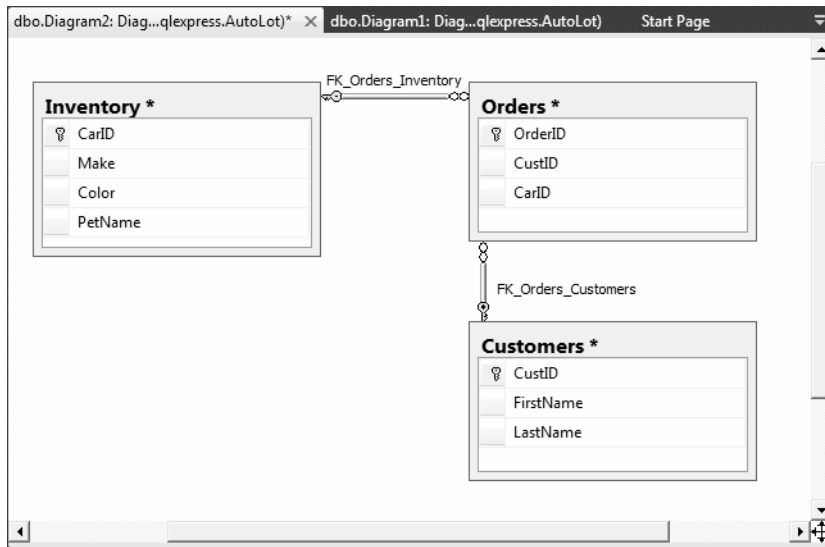 dbo.Diagram2: Diag...qlexpress.AutoLot)* dbo.Diagram1: Diag...qlexpress.AutoLot) Start Page
FK_Orders_Inventory
Inventory *
CarID
Make
Color
PetName
Orders *
OrderID
CustID
CarID
FK_Orders_Customers
Customers *
CustID
FirstName
LastName